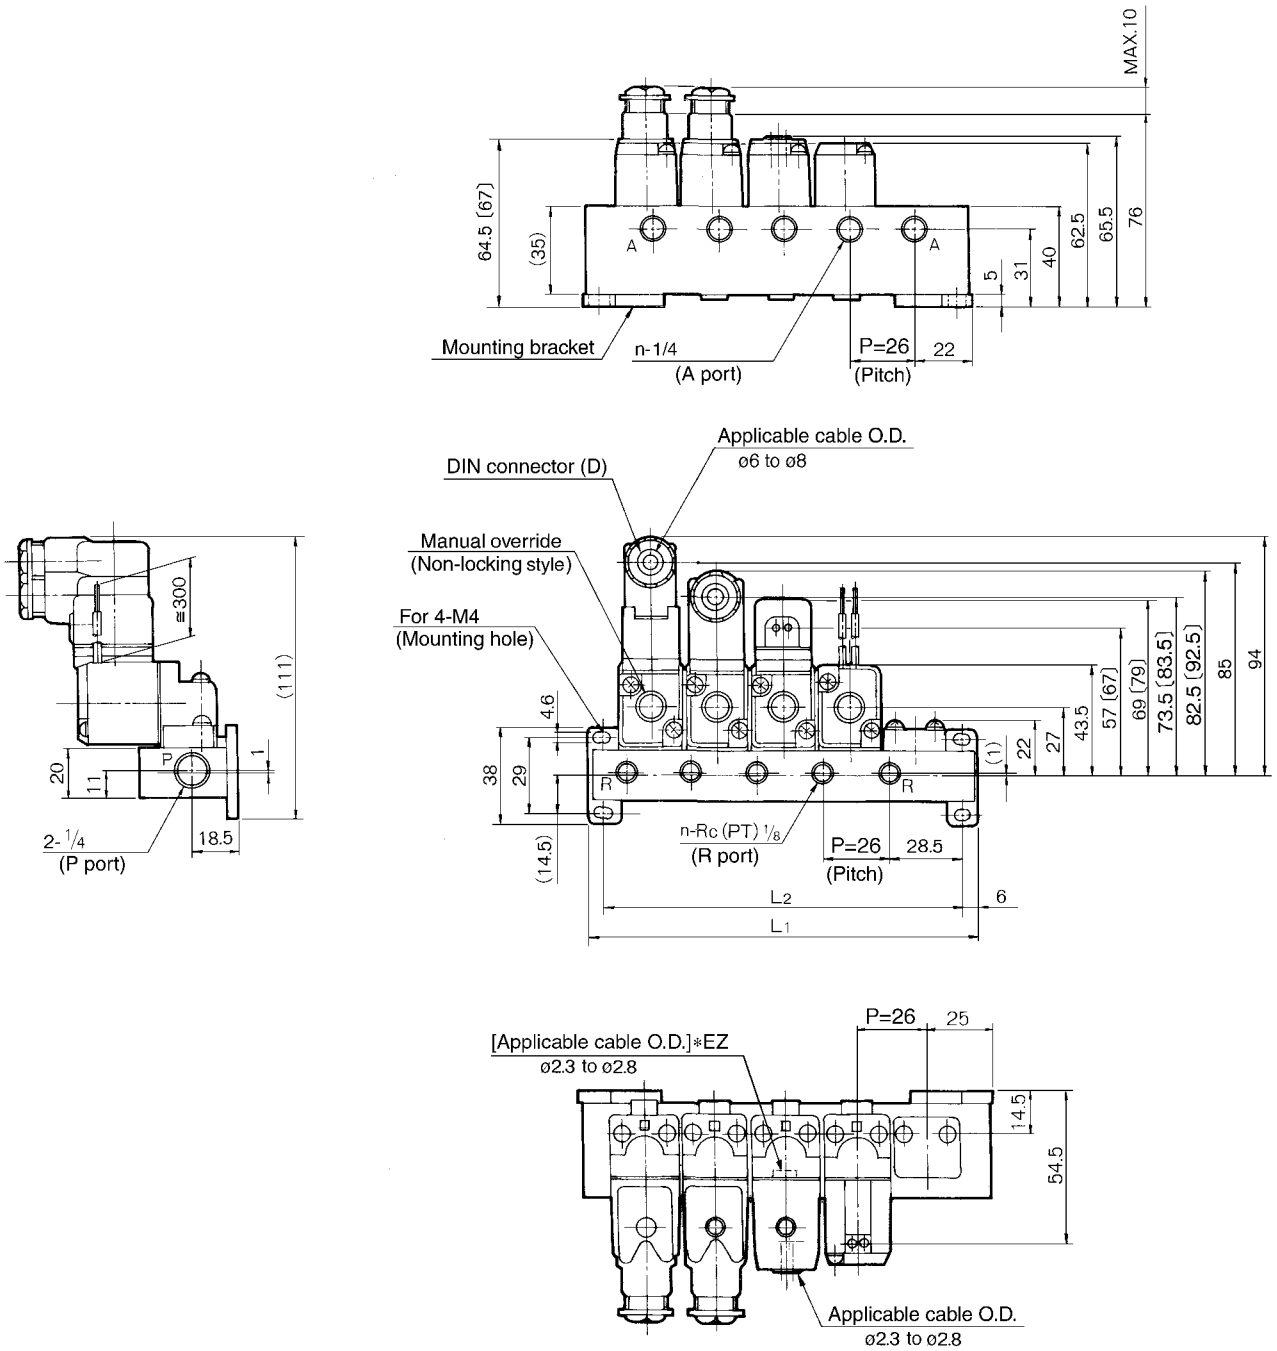 MAX.10
64.5 [67]
(35)
A
A
5
31
40
62.5
65.5
76
Mounting bracket
n-1/4
(A port)
P=26
(Pitch)
22
Applicable cable O.D.
ø6 to ø8
DIN connector (D)
Manual override
(Non-locking style)
For 4-M4
(Mounting hole)
≅300
(111)
P
20
11
1
2- 1/4
(P port)
18.5
4.6
38
29
(14.5)
R
R
n-Rc (PT) 1/8
(R port)
P=26
(Pitch)
28.5
(1)
22
27
43.5
57 [67]
69 [79]
73.5 [83.5]
82.5 [92.5]
85
94
L2
6
L1
P=26
25
[Applicable cable O.D.]*EZ
ø2.3 to ø2.8
14.5
54.5
Applicable cable O.D.
ø2.3 to ø2.8